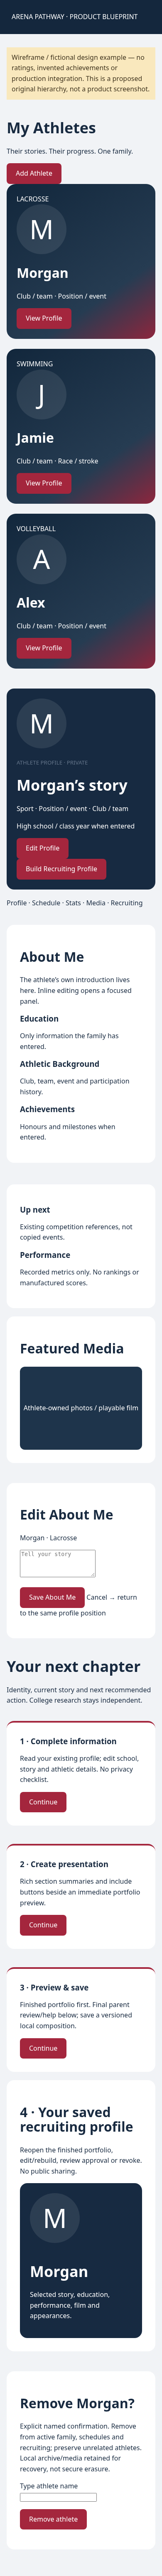 ARENA PATHWAY · PRODUCT BLUEPRINT
Wireframe / fictional design example — no
ratings, invented achievements or
production integration. This is a proposed
original hierarchy, not a product screenshot.
My Athletes
Their stories. Their progress. One family.
Add Athlete
LACROSSE
M
Morgan
Club / team · Position / event
View Profile
SWIMMING
J
Jamie
Club / team · Race / stroke
View Profile
VOLLEYBALL
A
Alex
Club / team · Position / event
View Profile
M
ATHLETE PROFILE · PRIVATE
Morgan’s story
Sport · Position / event · Club / team
High school / class year when entered
Edit Profile
Build Recruiting Profile
Profile · Schedule · Stats · Media · Recruiting
About Me
The athlete’s own introduction lives
here. Inline editing opens a focused
panel.
Education
Only information the family has
entered.
Athletic Background
Club, team, event and participation
history.
Achievements
Honours and milestones when
entered.
Up next
Existing competition references, not
copied events.
Performance
Recorded metrics only. No rankings or
manufactured scores.
Featured Media
Athlete-owned photos / playable film
Edit About Me
Morgan · Lacrosse
Tell your story
Save About Me Cancel → return
to the same profile position
Your next chapter
Identity, current story and next recommended
action. College research stays independent.
1 · Complete information
Read your existing profile; edit school,
story and athletic details. No privacy
checklist.
Continue
2 · Create presentation
Rich section summaries and include
buttons beside an immediate portfolio
preview.
Continue
3 · Preview & save
Finished portfolio first. Final parent
review/help below; save a versioned
local composition.
Continue
4 · Your saved
recruiting profile
Reopen the finished portfolio,
edit/rebuild, review approval or revoke.
No public sharing.
M
Morgan
Selected story, education,
performance, film and
appearances.
Remove Morgan?
Explicit named confirmation. Remove
from active family, schedules and
recruiting; preserve unrelated athletes.
Local archive/media retained for
recovery, not secure erasure.
Type athlete name
Remove athlete